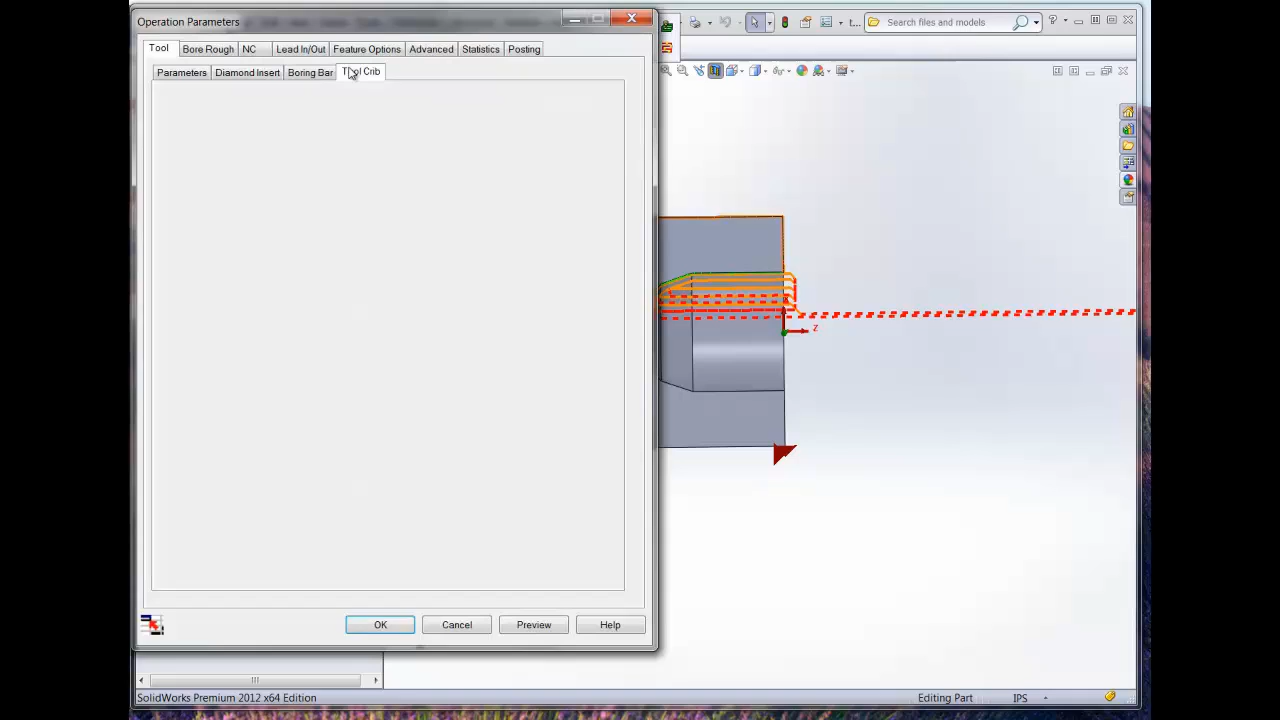 Operation Parameters
t...
Search files and models
?
Tool
Bore Rough
NC
Lead In/Out
Feature Options
Advanced
Statistics
Posting
Parameters
Diamond Insert
Boring Bar
Tool Crib
z
OK
Cancel
Preview
Help
SolidWorks Premium 2012 x64 Edition
Editing Part
IPS